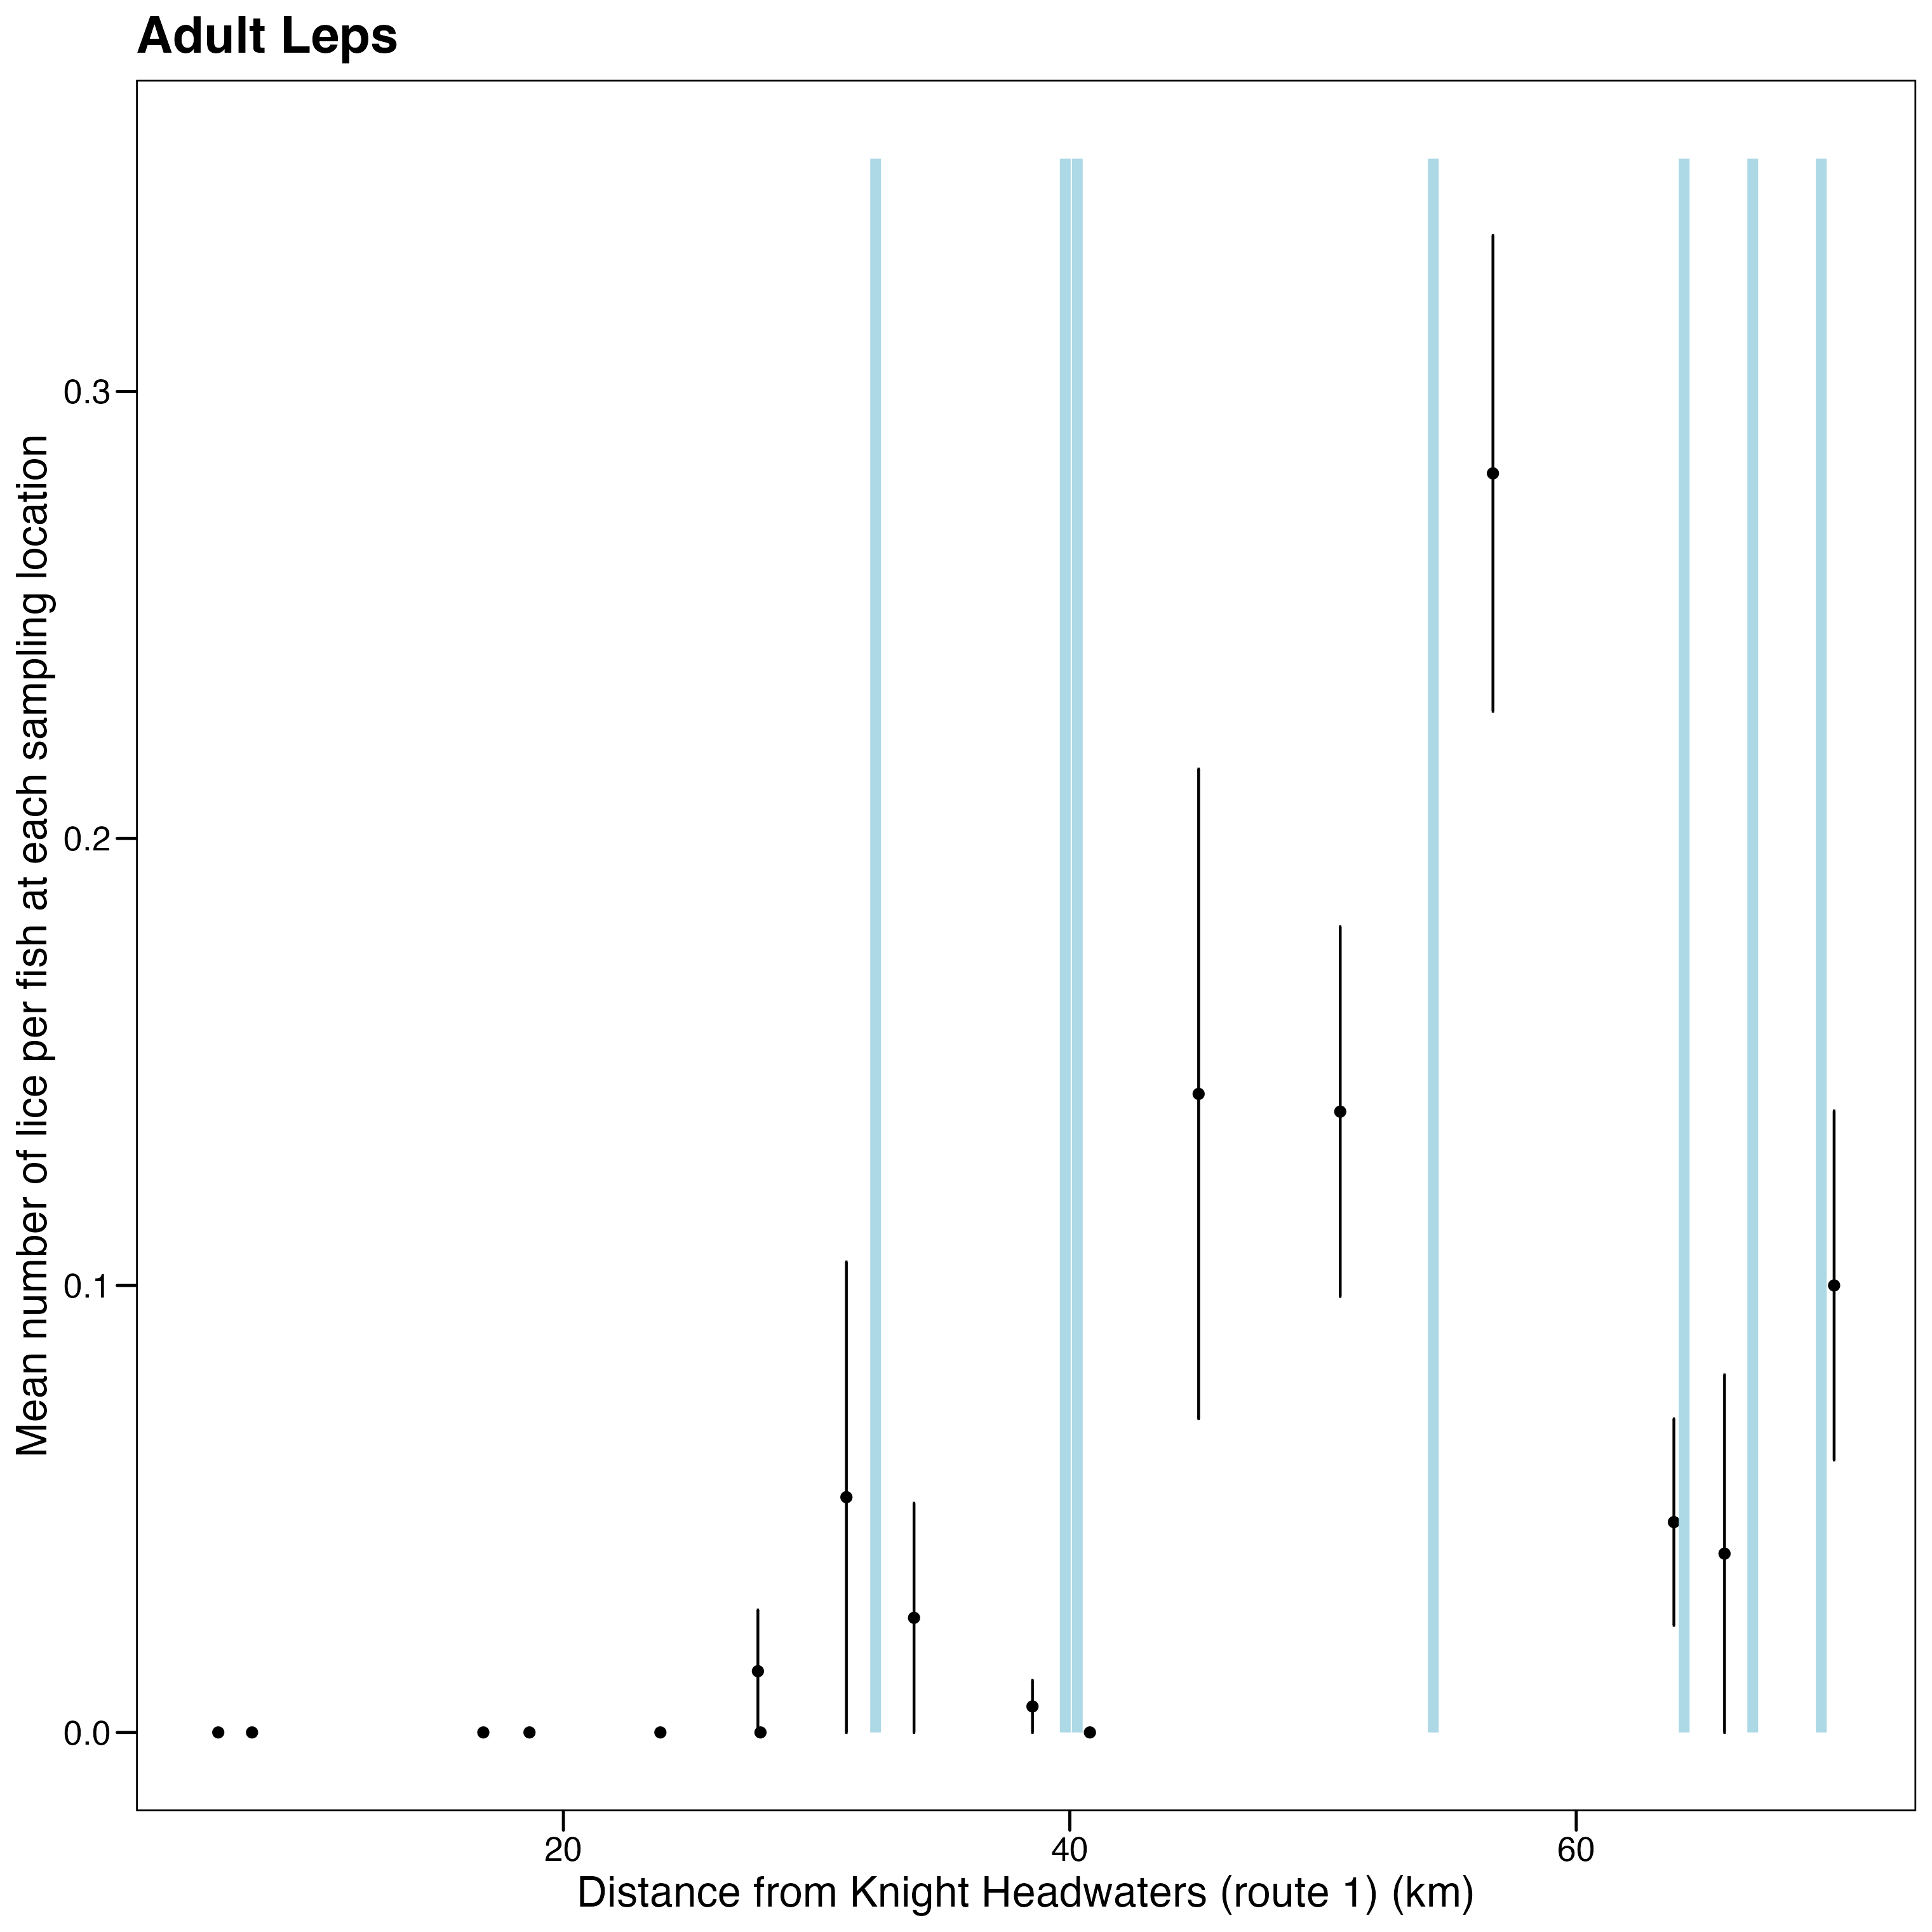 Adult Leps
Mean number of lice per fish at each sampling location
0.3
0.2
0.1
0.0
20
40
60
Distance from Knight Headwaters (route 1) (km)